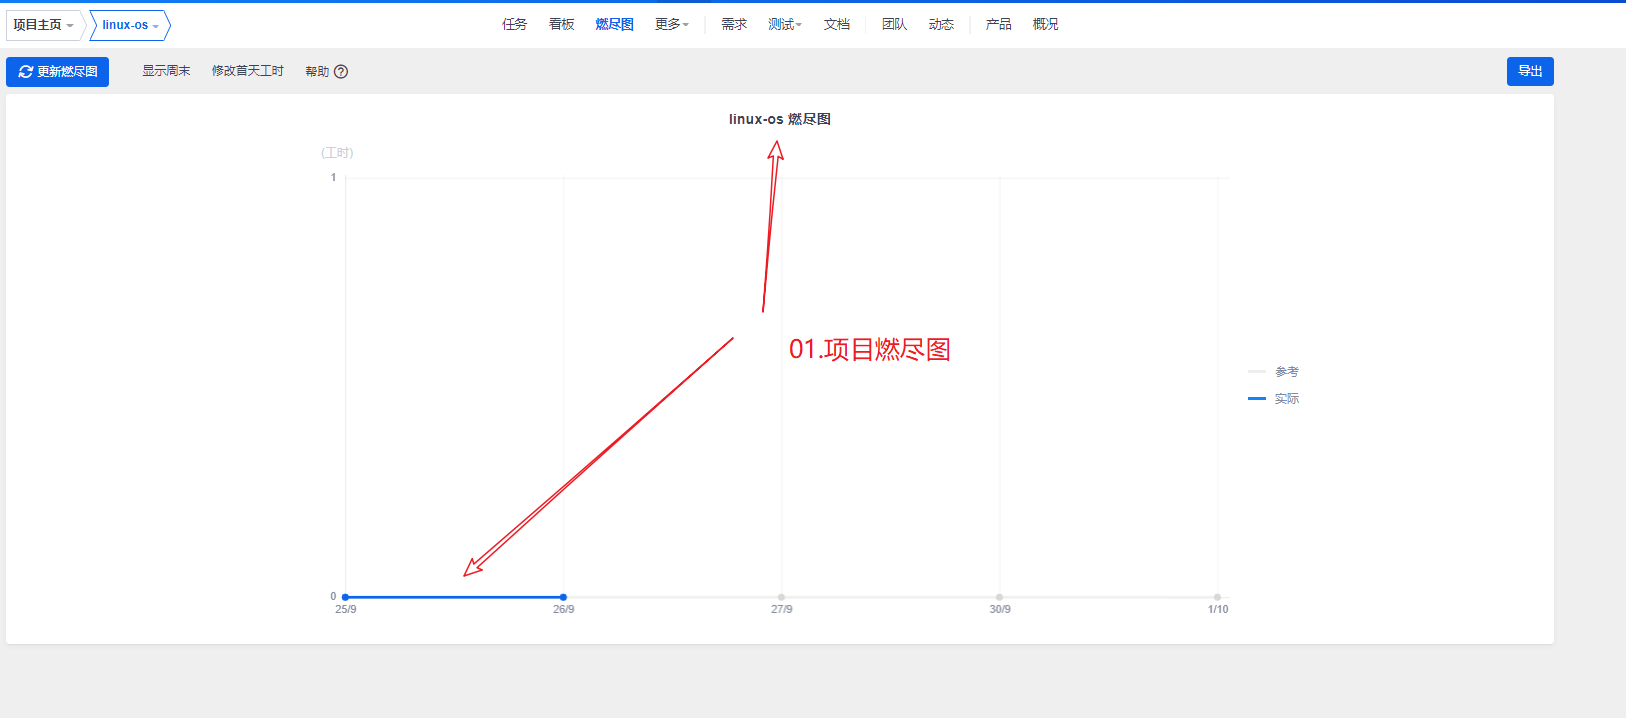 项目主页 linux-os 任务 看板 燃尽图 更多 需求 测试 文档 团队 动态 产品 概况
更新燃尽图 显示周末 修改首天工时 帮助 ? 导出
linux-os 燃尽图
(工时)
1
01.项目燃尽图
参考
实际
0
25/9 26/9 27/9 30/9 1/10